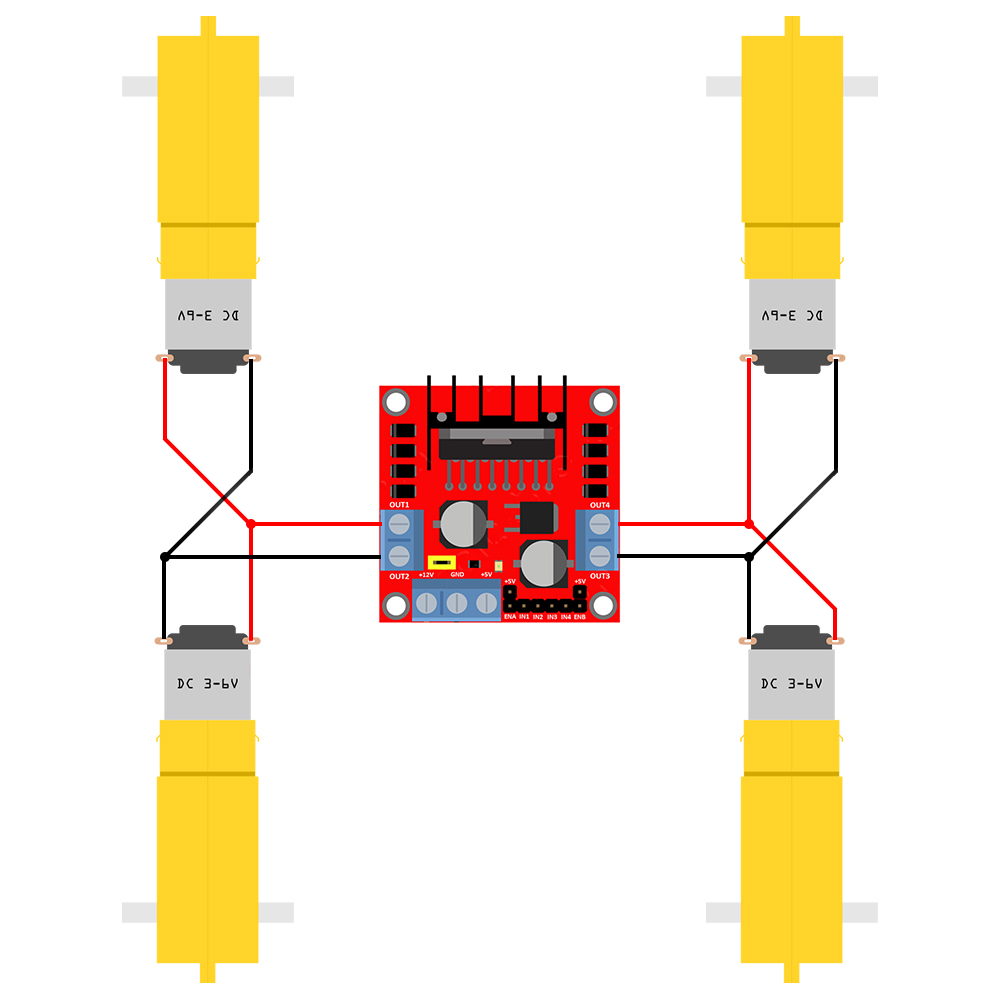 DC 3-6V
DC 3-6V
OUT1
OUT4
OUT2
OUT3
+12V GND +5V
+5V
+5V
ENA IN1 IN2 IN3 IN4 ENB
DC 3-6V
DC 3-6V